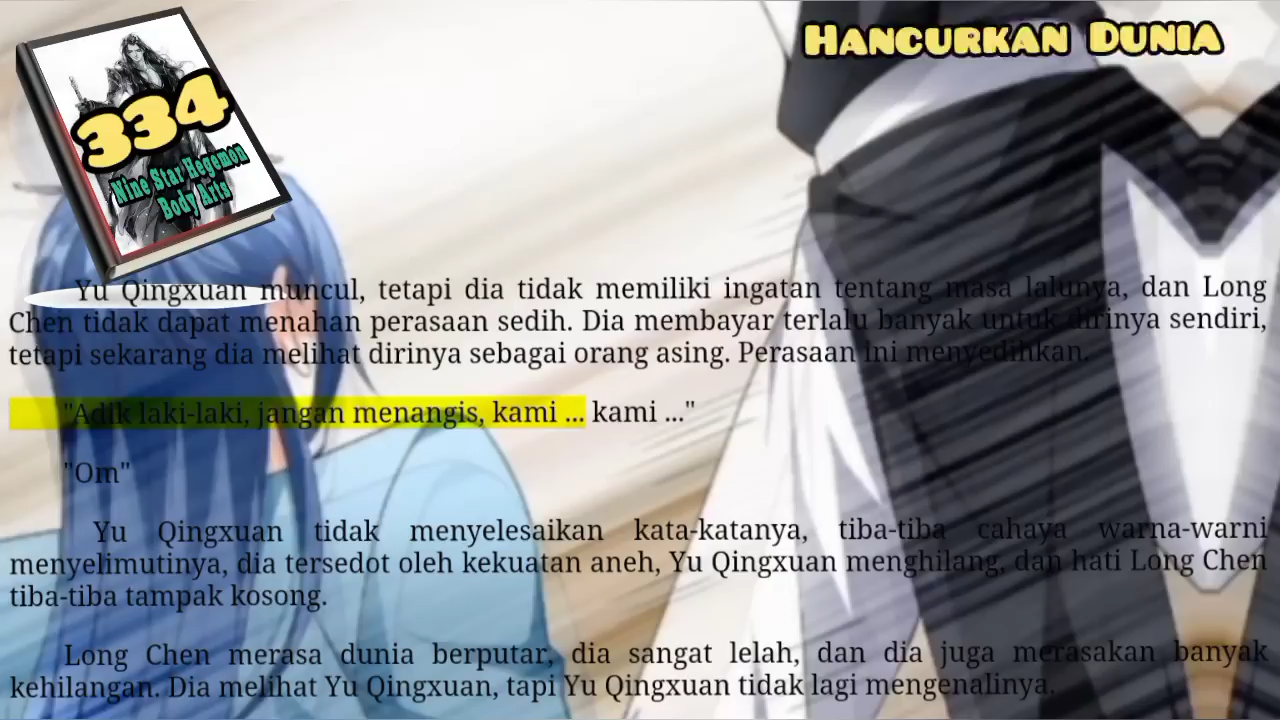 Hancurkan Dunia
334
Nine Star Hegemon
Body Arts
Yu Qingxuan muncul, tetapi dia tidak memiliki ingatan tentang masa lalunya, dan Long
Chen tidak dapat menahan perasaan sedih. Dia membayar terlalu banyak untuk dirinya sendiri,
tetapi sekarang dia melihat dirinya sebagai orang asing. Perasaan ini menyedihkan.
"Adik laki-laki, jangan menangis, kami ... kami ..."
"Om"
Yu Qingxuan tidak menyelesaikan kata-katanya, tiba-tiba cahaya warna-warni
menyelimutinya, dia tersedot oleh kekuatan aneh, Yu Qingxuan menghilang, dan hati Long Chen
tiba-tiba tampak kosong.
Long Chen merasa dunia berputar, dia sangat lelah, dan dia juga merasakan banyak
kehilangan. Dia melihat Yu Qingxuan, tapi Yu Qingxuan tidak lagi mengenalinya.